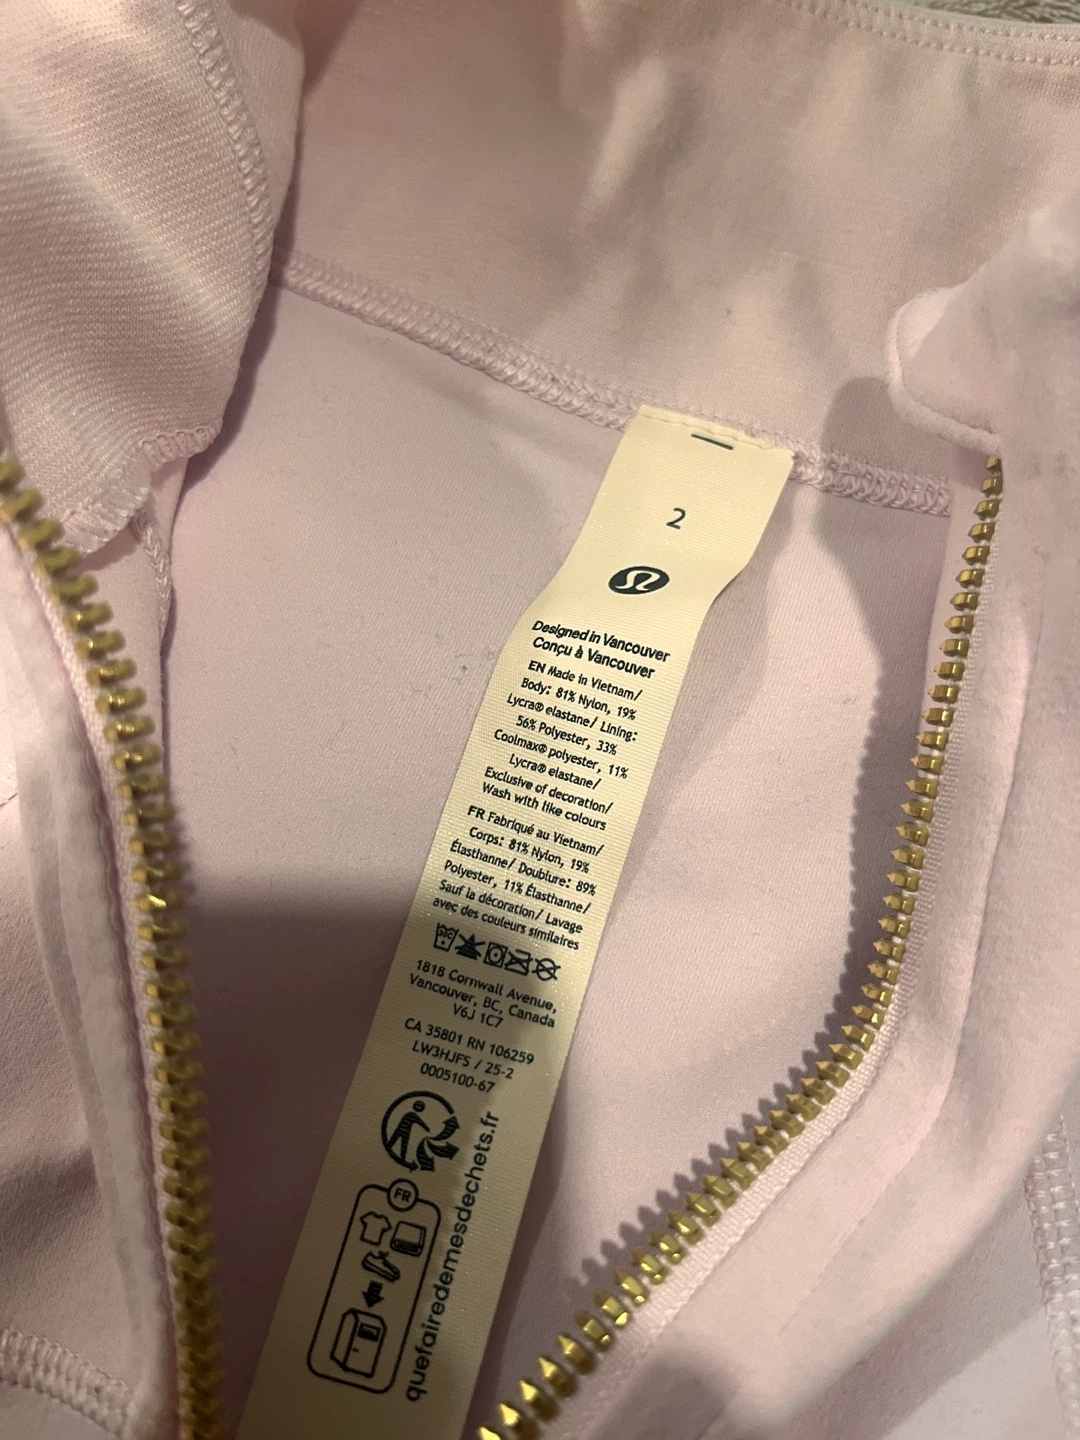 2
Designed in Vancouver
Conçu à Vancouver
EN Made in Vietnam/
Body: 81% Nylon, 19%
Lycra® elastane/ Lining:
56% Polyester, 33%
Coolmax® polyester, 11%
Lycra® elastane/
Exclusive of decoration/
Wash with like colours
FR Fabriqué au Vietnam/
Corps: 81% Nylon, 19%
Élasthanne/ Doublure: 89%
Polyester, 11% Élasthanne/
Sauf la décoration/ Lavage
avec des couleurs similaires
1818 Cornwall Avenue,
Vancouver, BC, Canada
V6J 1C7
CA 35801 RN 106259
LW3HJFS / 25-2
0005100-67
FR
quefairedemesdechets.fr